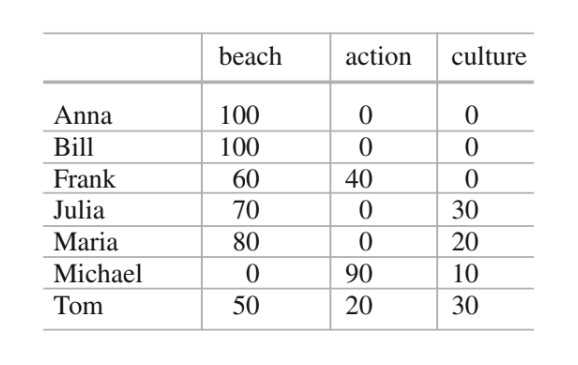 beach action culture
Anna 100 0 0
Bill 100 0 0
Frank 60 40 0
Julia 70 0 30
Maria 80 0 20
Michael 0 90 10
Tom 50 20 30